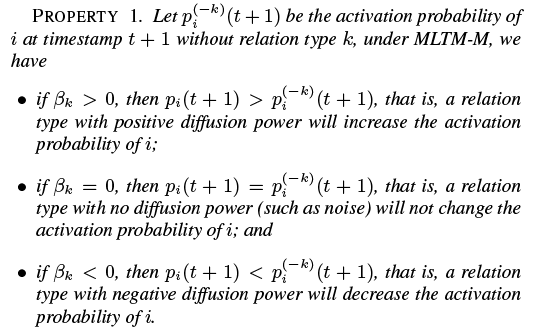 PROPERTY 1. Let p_i^{(-k)}(t + 1) be the activation probability of
i at timestamp t + 1 without relation type k, under MLTM-M, we
have
• if β_k > 0, then p_i(t + 1) > p_i^{(-k)}(t + 1), that is, a relation
type with positive diffusion power will increase the activation
probability of i;
• if β_k = 0, then p_i(t + 1) = p_i^{(-k)}(t + 1), that is, a relation
type with no diffusion power (such as noise) will not change the
activation probability of i; and
• if β_k < 0, then p_i(t + 1) < p_i^{(-k)}(t + 1), that is, a relation
type with negative diffusion power will decrease the activation
probability of i.